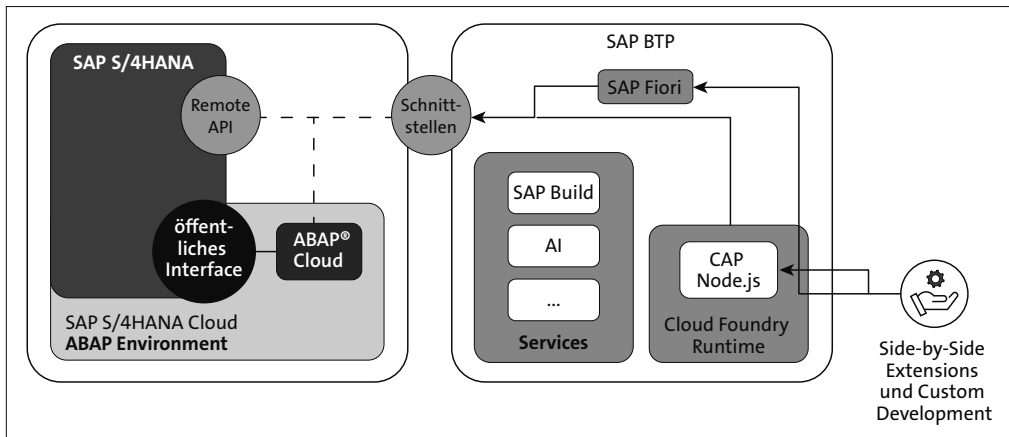 SAP S/4HANA
Remote
API
öffent-
liches
Interface
ABAP®
Cloud
SAP S/4HANA Cloud
ABAP Environment
Schnitt-
stellen
SAP BTP
SAP Fiori
SAP Build
AI
...
Services
CAP
Node.js
Cloud Foundry
Runtime
Side-by-Side
Extensions
und Custom
Development